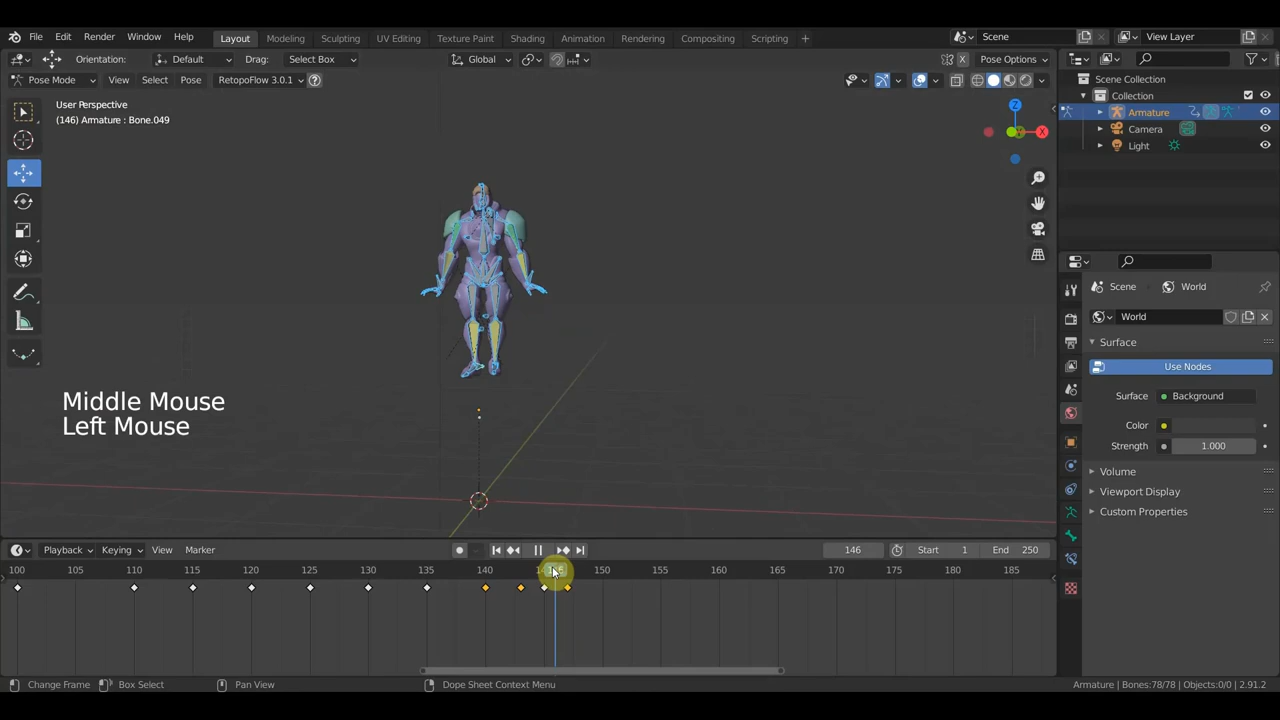 File Edit Render Window Help Layout Modeling Sculpting UV Editing Texture Paint Shading Animation Rendering Compositing Scripting + Scene View Layer
Orientation: Default Drag: Select Box Global Pose Options
Pose Mode View Select Pose RetopoFlow 3.0.1
User Perspective
(146) Armature : Bone.049
Scene Collection
Collection
Armature
Camera
Light
Z
X
Middle Mouse
Left Mouse
Scene World
World
Surface
Use Nodes
Surface: Background
Color
Strength 1.000
Volume
Viewport Display
Custom Properties
Playback Keying View Marker 146 Start 1 End 250
100 105 110 115 120 125 130 135 140 150 155 160 165 170 175 180 185
Change Frame Box Select Pan View Dope Sheet Context Menu Armature | Bones:78/78 | Objects:0/0 | 2.91.2